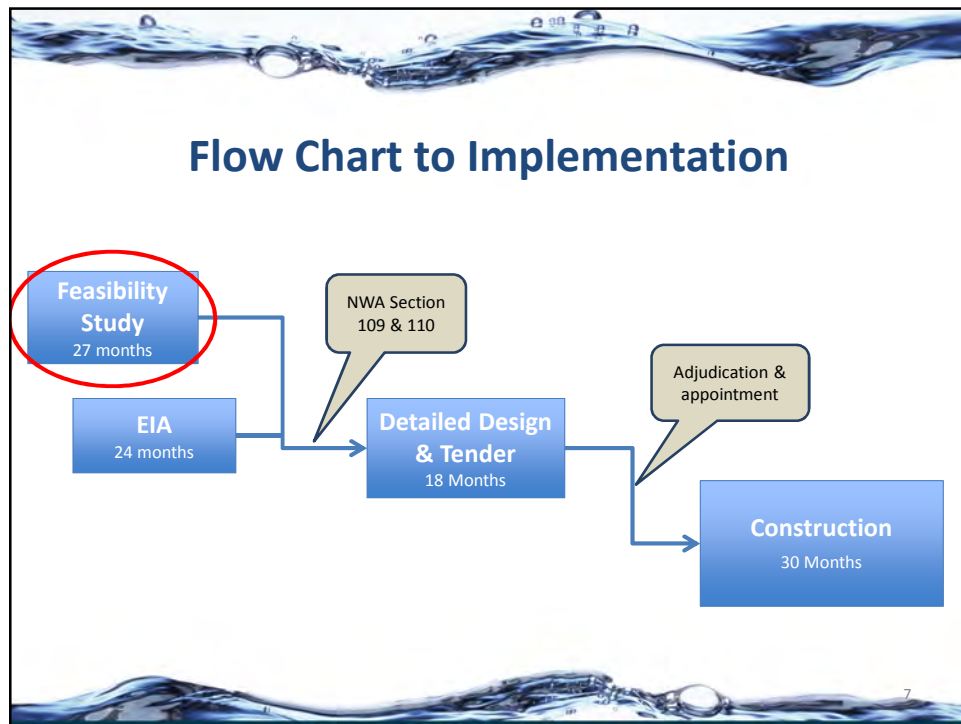 Flow Chart to Implementation
Feasibility
Study
27 months
NWA Section
109 & 110
EIA
24 months
Detailed Design
& Tender
18 Months
Adjudication &
appointment
Construction
30 Months
7